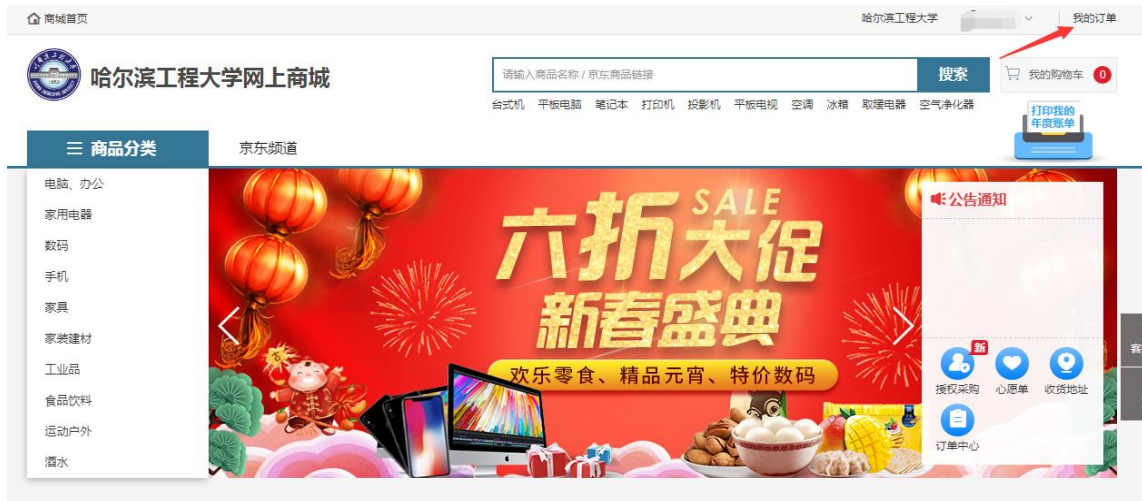 商城首页
哈尔滨工程大学
我的订单
哈尔滨工程大学网上商城
请输入商品名称 / 京东商品链接
搜索
我的购物车 0
台式机 平板电脑 笔记本 打印机 投影机 平板电视 空调 冰箱 取暖电器 空气净化器
打印我的
年度账单
商品分类
京东频道
电脑、办公
家用电器
数码
手机
家具
家装建材
工业品
食品饮料
运动户外
酒水
SALE
六折大促
新春盛典
欢乐零食、精品元宵、特价数码
公告通知
新
授权采购 心愿单 收货地址
订单中心
客